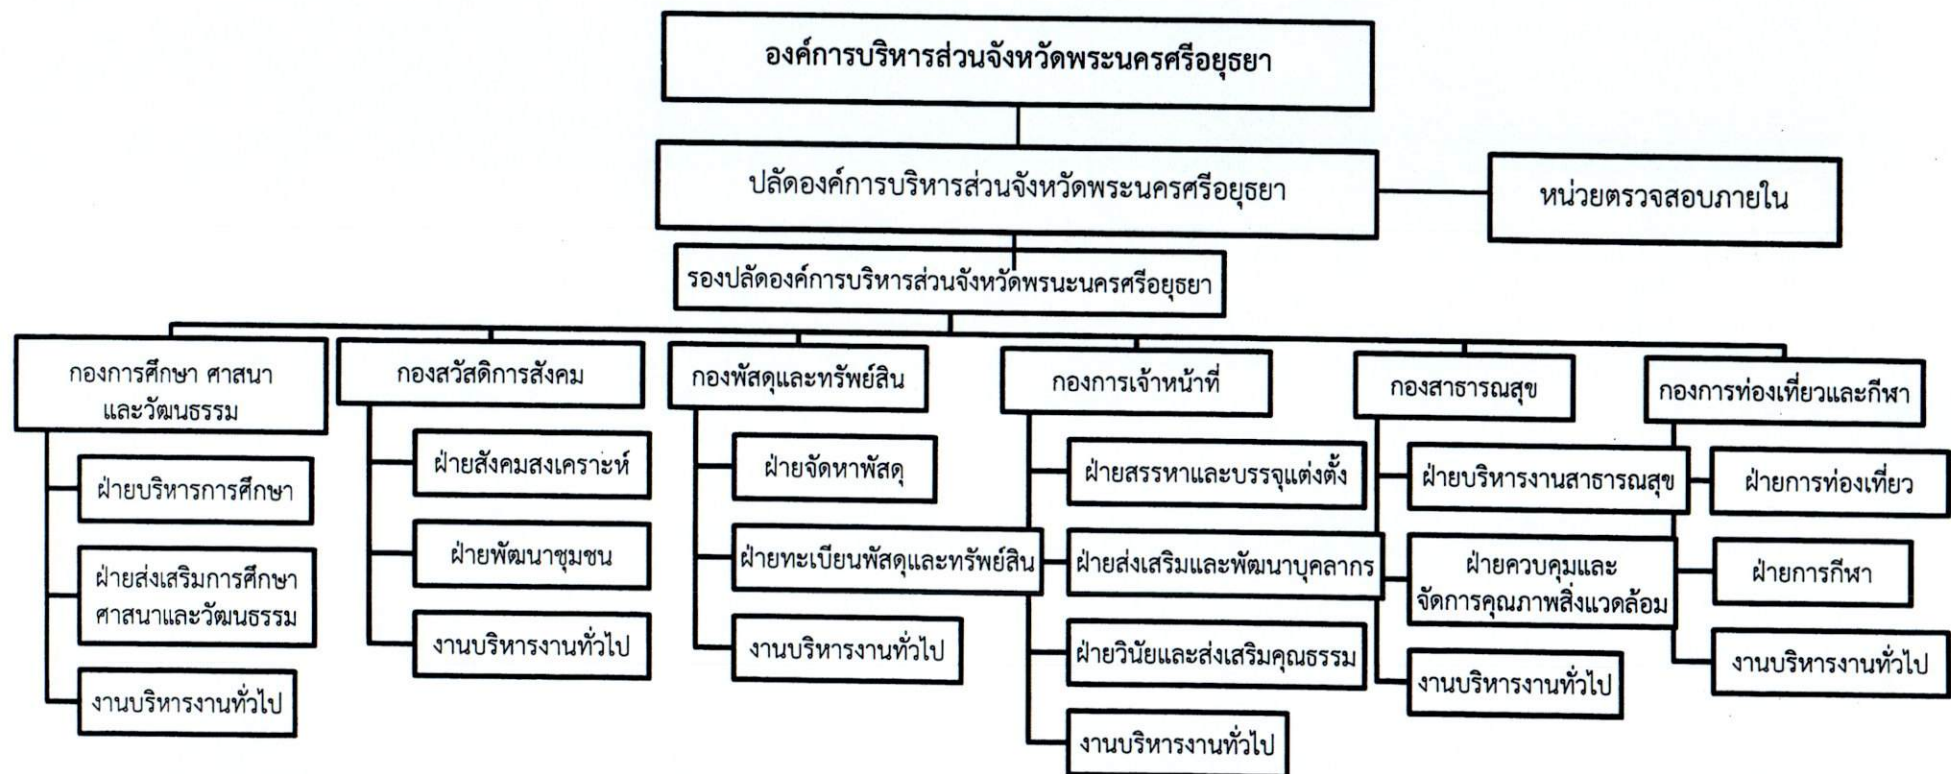 องค์การบริหารส่วนจังหวัดพระนครศรีอยุธยา
ปลัดองค์การบริหารส่วนจังหวัดพระนครศรีอยุธยา
หน่วยตรวจสอบภายใน
รองปลัดองค์การบริหารส่วนจังหวัดพรนะนครศรีอยุธยา
กองการศึกษา ศาสนา
และวัฒนธรรม
ฝ่ายบริหารการศึกษา
ฝ่ายส่งเสริมการศึกษา
ศาสนาและวัฒนธรรม
งานบริหารงานทั่วไป
กองสวัสดิการสังคม
ฝ่ายสังคมสงเคราะห์
ฝ่ายพัฒนาชุมชน
งานบริหารงานทั่วไป
กองพัสดุและทรัพย์สิน
ฝ่ายจัดหาพัสดุ
ฝ่ายทะเบียนพัสดุและทรัพย์สิน
งานบริหารงานทั่วไป
กองการเจ้าหน้าที่
ฝ่ายสรรหาและบรรจุแต่งตั้ง
ฝ่ายส่งเสริมและพัฒนาบุคลากร
ฝ่ายวินัยและส่งเสริมคุณธรรม
งานบริหารงานทั่วไป
กองสาธารณสุข
ฝ่ายบริหารงานสาธารณสุข
ฝ่ายควบคุมและ
จัดการคุณภาพสิ่งแวดล้อม
งานบริหารงานทั่วไป
กองการท่องเที่ยวและกีฬา
ฝ่ายการท่องเที่ยว
ฝ่ายการกีฬา
งานบริหารงานทั่วไป